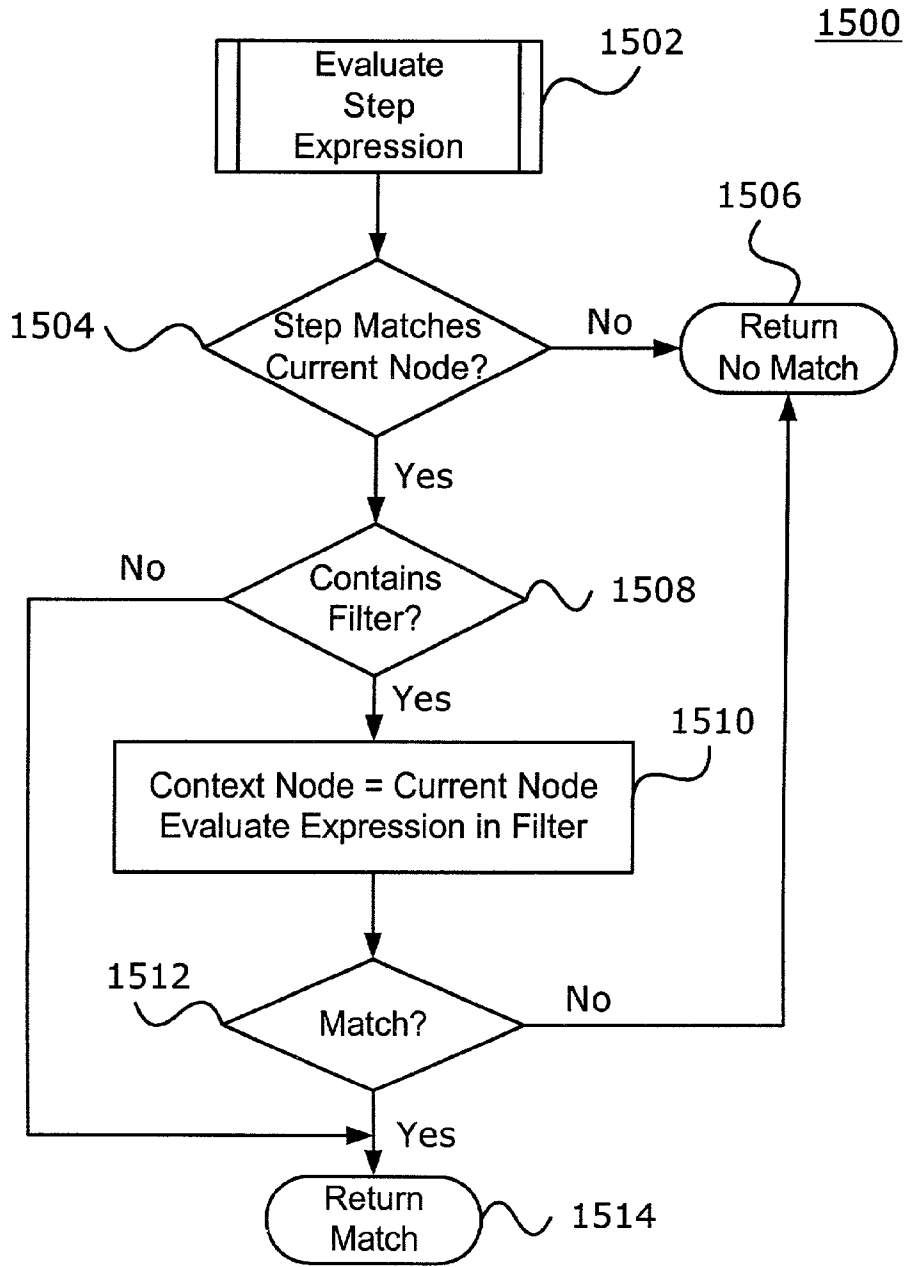 1500
1502
Evaluate
Step
Expression
1506
1504
Step Matches
Current Node?
No
Return
No Match
Yes
No
Contains
Filter?
1508
Yes
1510
Context Node = Current Node
Evaluate Expression in Filter
1512
Match?
No
Yes
Return
Match
1514